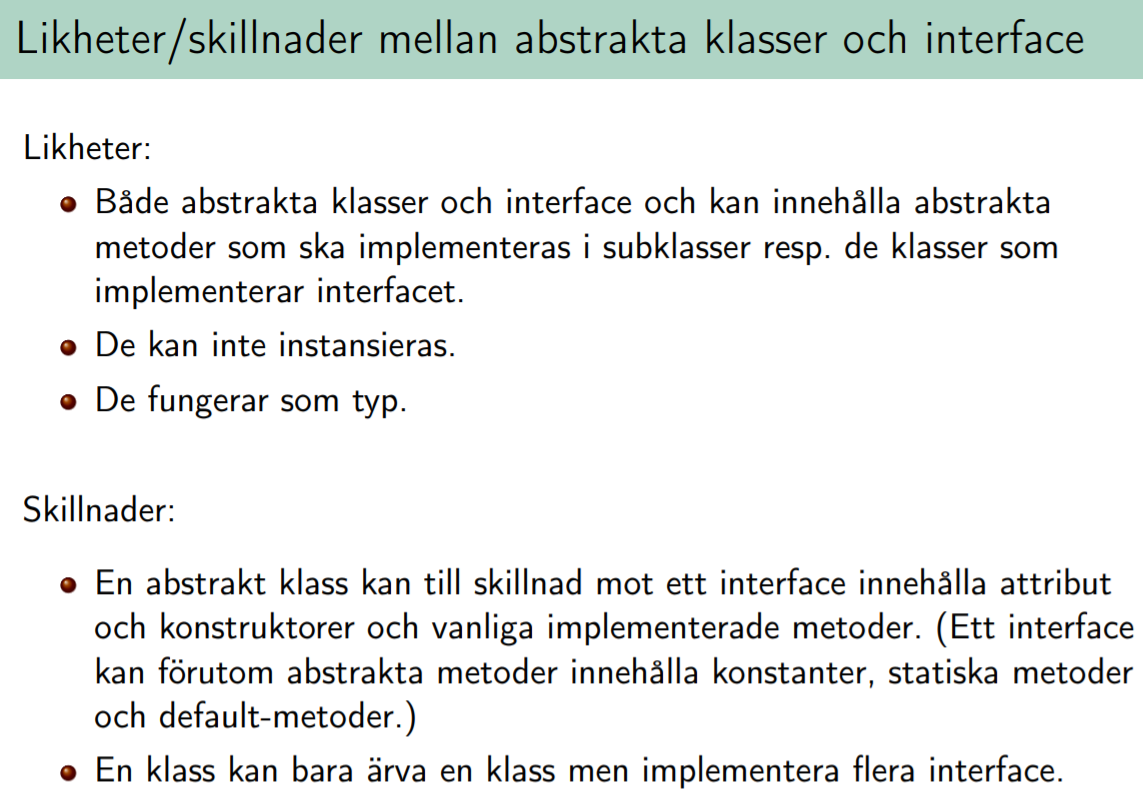 Likheter/skillnader mellan abstrakta klasser och interface
Likheter:
Både abstrakta klasser och interface och kan innehålla abstrakta
metoder som ska implementeras i subklasser resp. de klasser som
implementerar interfacet.
De kan inte instansieras.
De fungerar som typ.
Skillnader:
En abstrakt klass kan till skillnad mot ett interface innehålla attribut
och konstruktorer och vanliga implementerade metoder. (Ett interface
kan förutom abstrakta metoder innehålla konstanter, statiska metoder
och default-metoder.)
En klass kan bara ärva en klass men implementera flera interface.